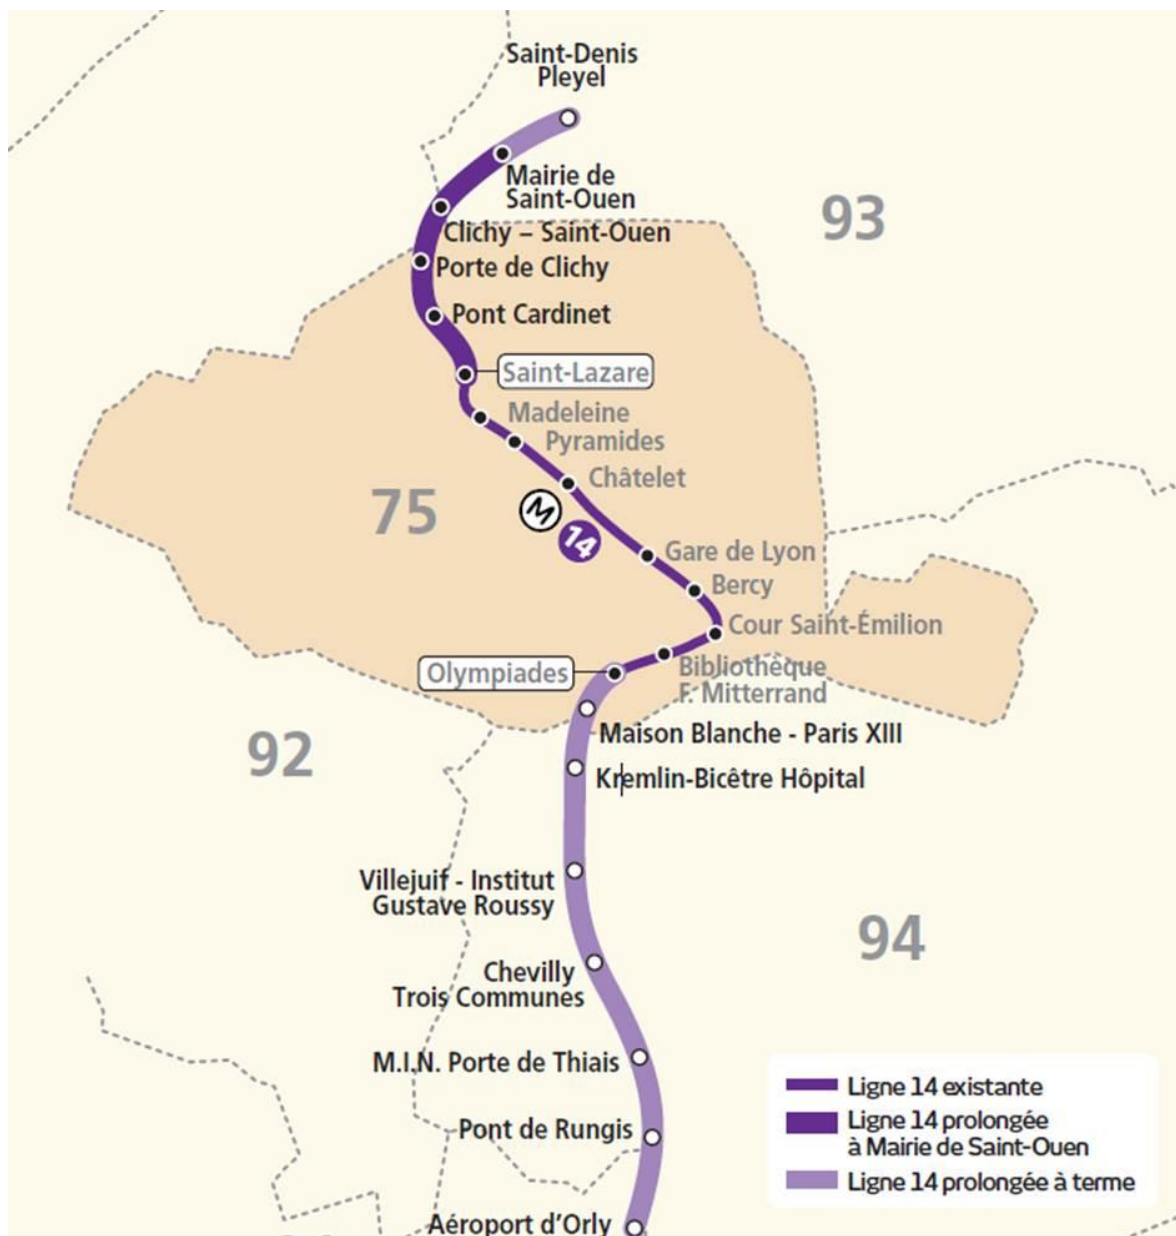 Saint-Denis
Pleyel
Mairie de
Saint-Ouen
93
Clichy – Saint-Ouen
Porte de Clichy
Pont Cardinet
Saint-Lazare
Madeleine
Pyramides
Châtelet
75
M
14
Gare de Lyon
Bercy
Cour Saint-Émilion
Olympiades
Bibliothèque
F. Mitterrand
Maison Blanche - Paris XIII
92
Kremlin-Bicêtre Hôpital
Villejuif - Institut
Gustave Roussy
94
Chevilly
Trois Communes
M.I.N. Porte de Thiais
Pont de Rungis
Aéroport d'Orly
Ligne 14 existante
Ligne 14 prolongée
à Mairie de Saint-Ouen
Ligne 14 prolongée à terme